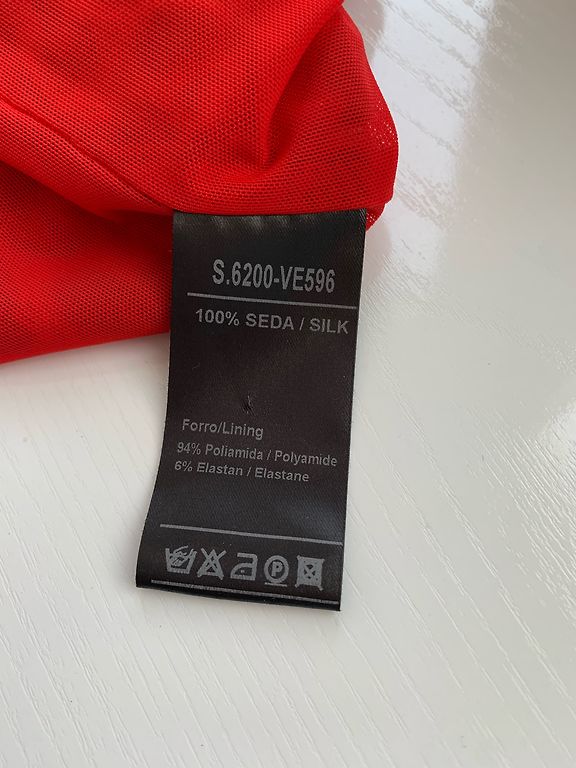 S.6200-VE596
100% SEDA / SILK
Forro/Lining
94% Poliamida / Polyamide
6% Elastan / Elastane
P